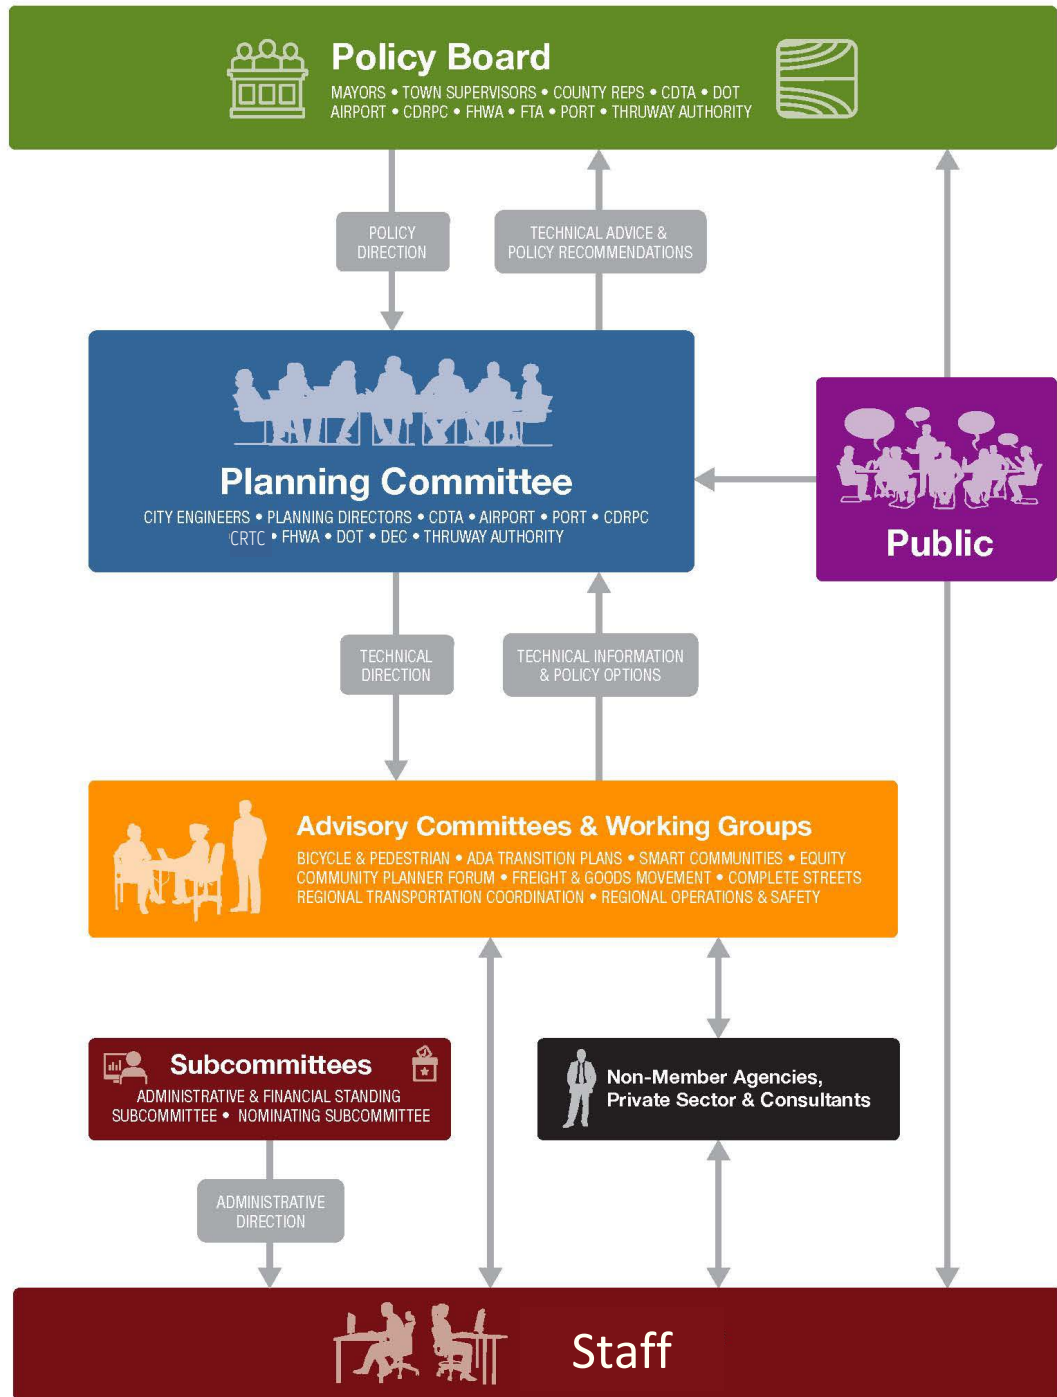 Policy Board
MAYORS • TOWN SUPERVISORS • COUNTY REPS • CDTA • DOT
AIRPORT • CDRPC • FHWA • FTA • PORT • THRUWAY AUTHORITY
POLICY
DIRECTION
TECHNICAL ADVICE &
POLICY RECOMMENDATIONS
Planning Committee
CITY ENGINEERS • PLANNING DIRECTORS • CDTA • AIRPORT • PORT • CDRPC
CRTC • FHWA • DOT • DEC • THRUWAY AUTHORITY
Public
TECHNICAL
DIRECTION
TECHNICAL INFORMATION
& POLICY OPTIONS
Advisory Committees & Working Groups
BICYCLE & PEDESTRIAN • ADA TRANSITION PLANS • SMART COMMUNITIES • EQUITY
COMMUNITY PLANNER FORUM • FREIGHT & GOODS MOVEMENT • COMPLETE STREETS
REGIONAL TRANSPORTATION COORDINATION • REGIONAL OPERATIONS & SAFETY
Subcommittees
ADMINISTRATIVE & FINANCIAL STANDING
SUBCOMMITTEE • NOMINATING SUBCOMMITTEE
Non-Member Agencies,
Private Sector & Consultants
ADMINISTRATIVE
DIRECTION
Staff